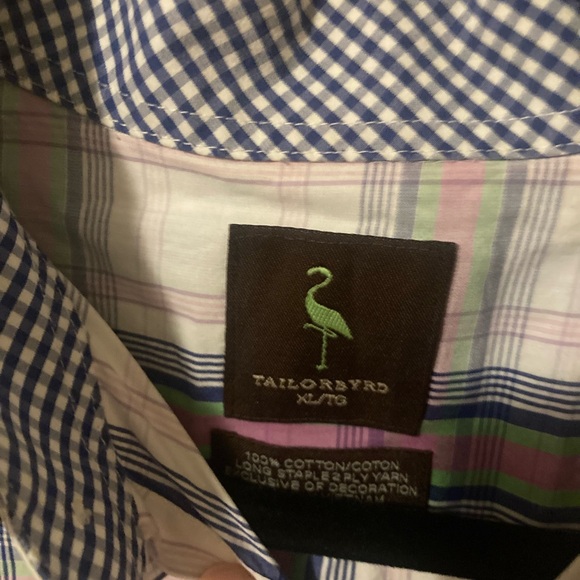 TAILORBYRD
XL/TG
100% COTTON/COTON
LONG STAPLE 2 PLY YARN
EXCLUSIVE OF DECORATION